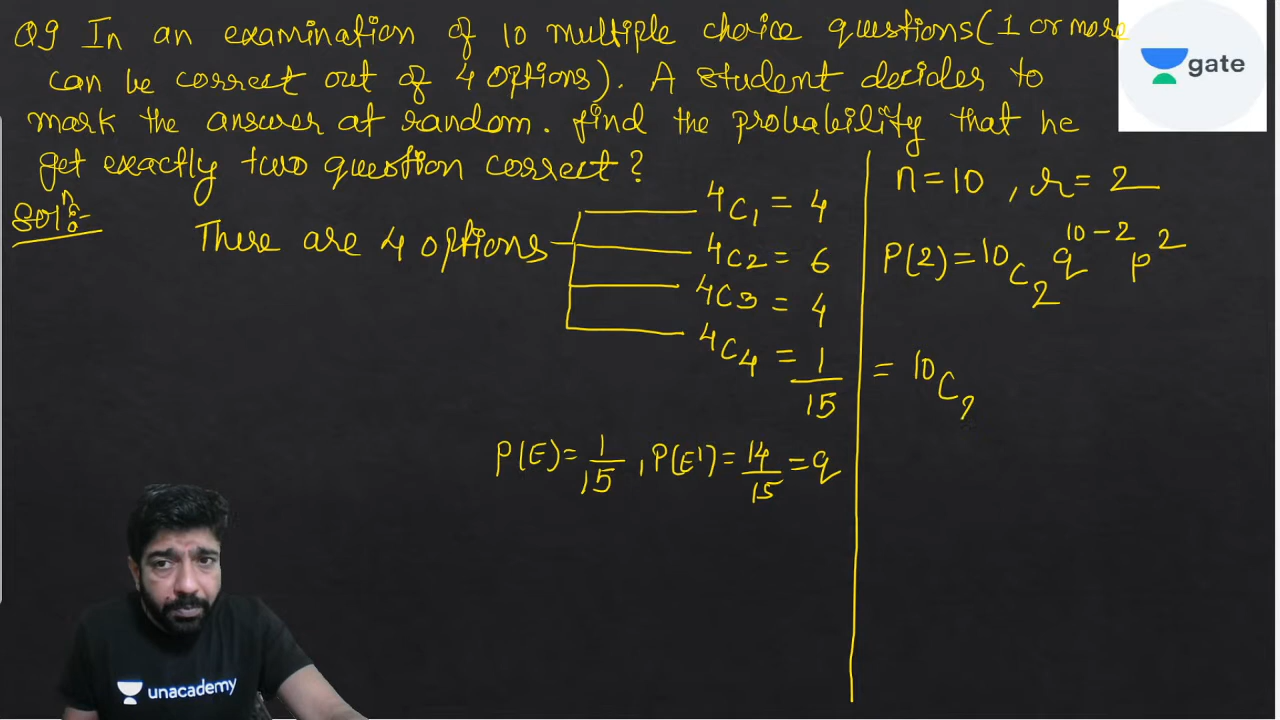 Q9 In an examination of 10 multiple choice questions (1 or more
can be correct out of 4 options). A student decides to
mark the answer at random. find the probability that he
get exactly two question correct?
gate
Solⁿ:-
There are 4 options
⁴C₁ = 4
⁴C₂ = 6
⁴C₃ = 4
⁴C₄ = 1
15
P(E) = 1/15, P(E') = 14/15 = q
n = 10, r = 2
P(2) = ¹⁰C₂ q¹⁰⁻² p²
= ¹⁰C₂
unacademy